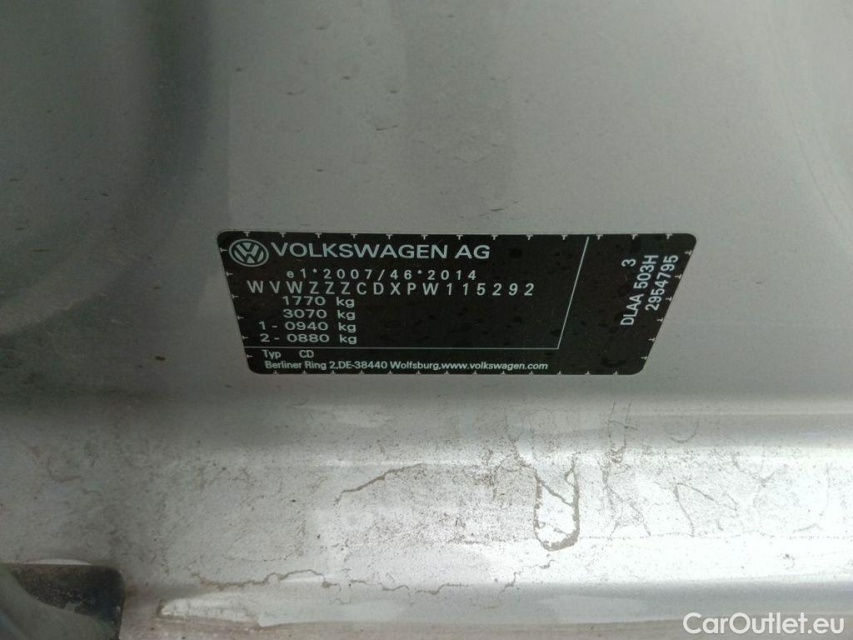 VOLKSWAGEN AG
e1*2007/46*2014
WVWZZZCDXPW115292
1770 kg
3070 kg
1 - 0940 kg
2 - 0880 kg
Typ CD
Berliner Ring 2,DE-38440 Wolfsburg,www.volkswagen.com
3
DLAA 503H
2954795
CarOutlet.eu